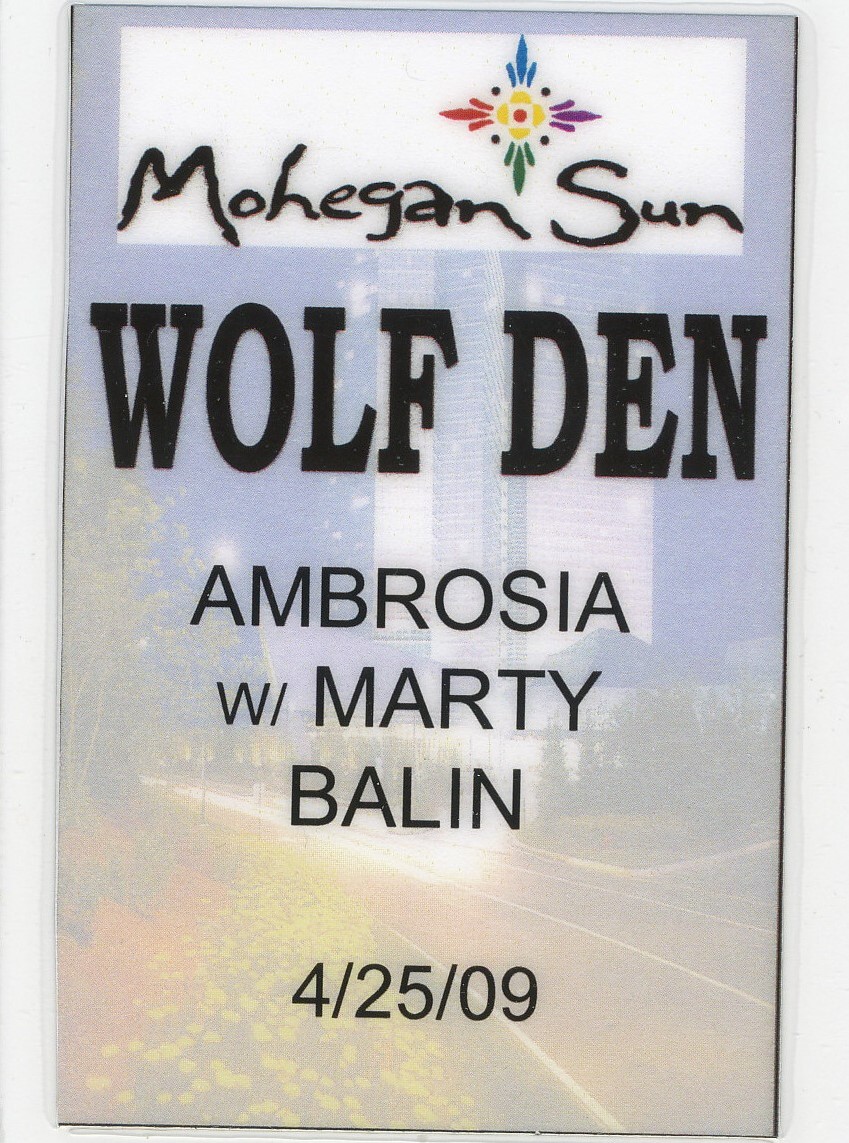 Mohegan Sun
WOLF DEN
AMBROSIA
W/ MARTY
BALIN
4/25/09